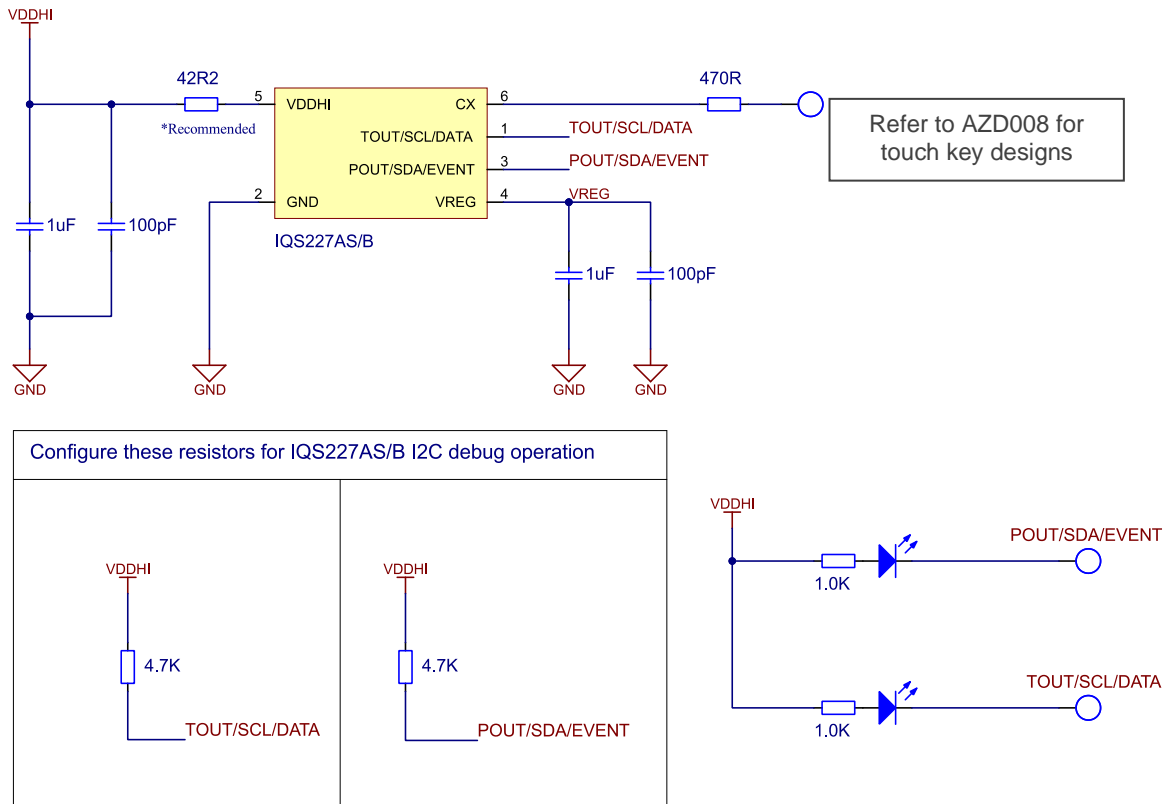 VDDHI
42R2
*Recommended
5
VDDHI
CX
6
470R
TOUT/SCL/DATA
1
TOUT/SCL/DATA
POUT/SDA/EVENT
3
POUT/SDA/EVENT
2
GND
VREG
4
VREG
IQS227AS/B
Refer to AZD008 for
touch key designs
1uF
100pF
1uF
100pF
GND
GND
GND
GND
Configure these resistors for IQS227AS/B I2C debug operation
VDDHI
4.7K
TOUT/SCL/DATA
VDDHI
4.7K
POUT/SDA/EVENT
VDDHI
1.0K
POUT/SDA/EVENT
1.0K
TOUT/SCL/DATA